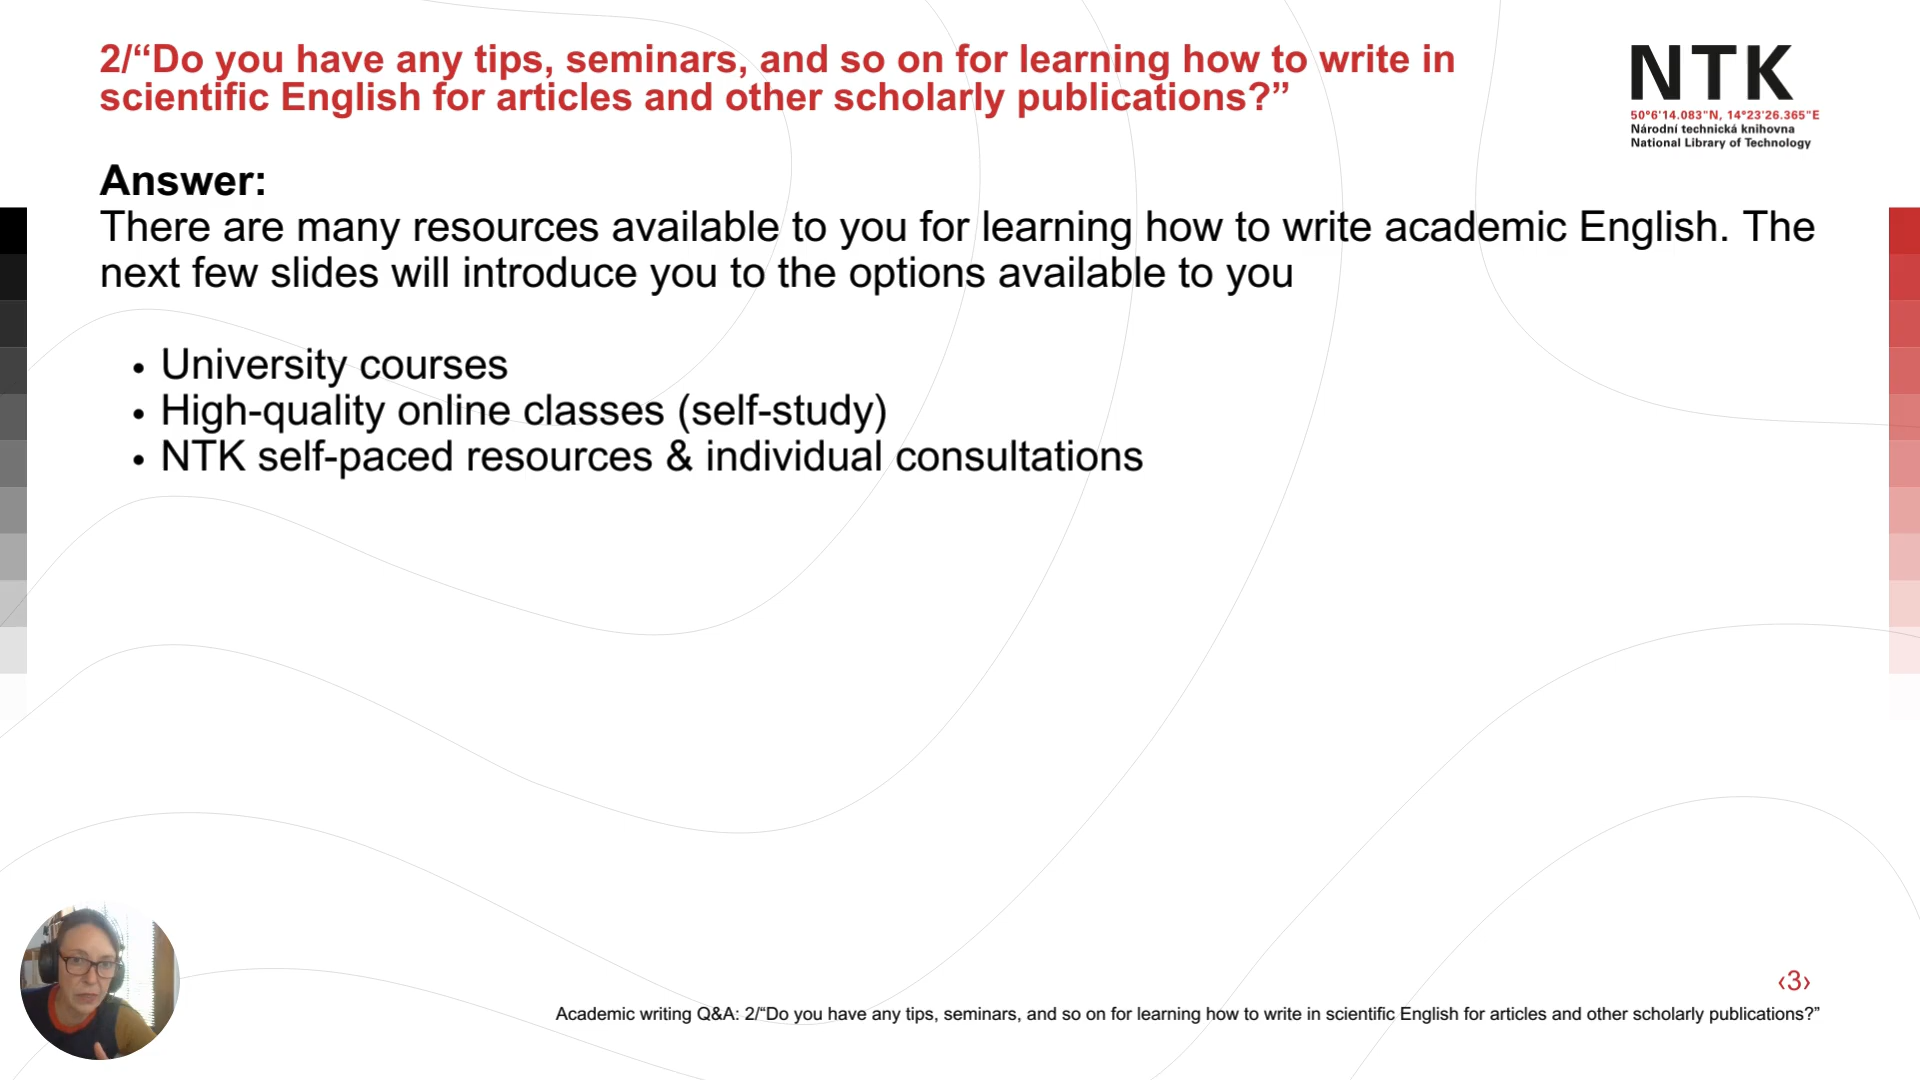 2/“Do you have any tips, seminars, and so on for learning how to write in
scientific English for articles and other scholarly publications?”
NTK
50°6'14.083"N, 14°23'26.365"E
Národní technická knihovna
National Library of Technology
Answer:
There are many resources available to you for learning how to write academic English. The
next few slides will introduce you to the options available to you
• University courses
• High-quality online classes (self-study)
• NTK self-paced resources & individual consultations
‹3›
Academic writing Q&A: 2/“Do you have any tips, seminars, and so on for learning how to write in scientific English for articles and other scholarly publications?”